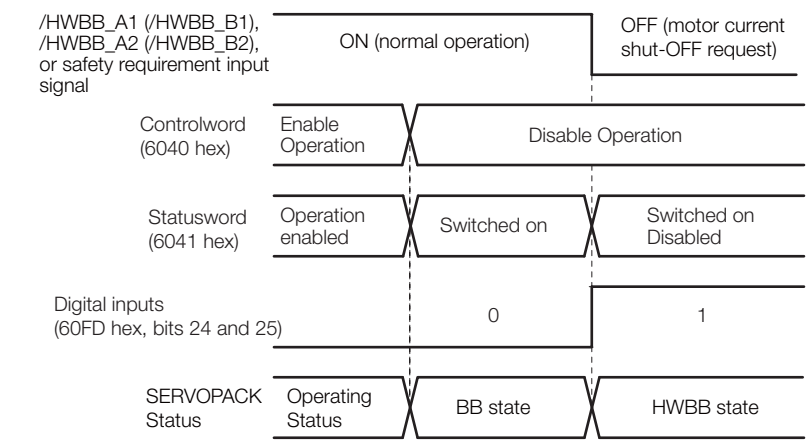 /HWBB_A1 (/HWBB_B1),
/HWBB_A2 (/HWBB_B2),
or safety requirement input
signal
ON (normal operation)
OFF (motor current
shut-OFF request)
Controlword
(6040 hex)
Enable
Operation
Disable Operation
Statusword
(6041 hex)
Operation
enabled
Switched on
Switched on
Disabled
Digital inputs
(60FD hex, bits 24 and 25)
0
1
SERVOPACK
Status
Operating
Status
BB state
HWBB state